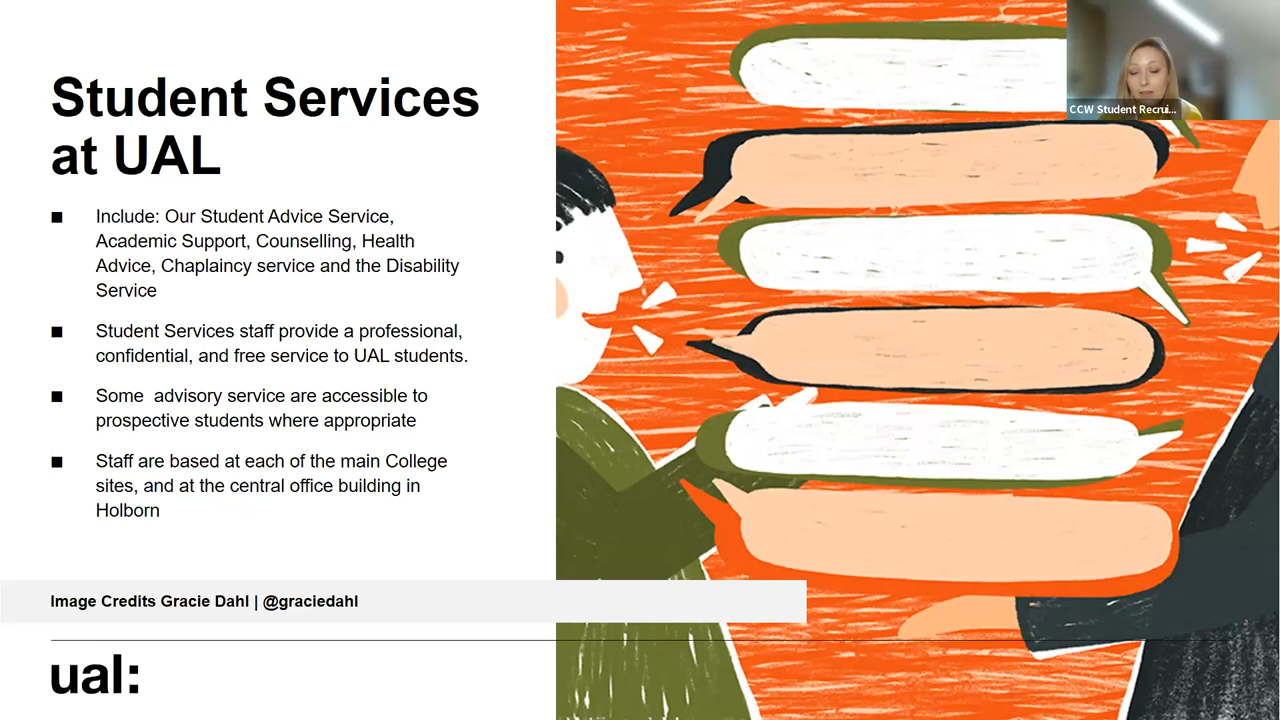 Student Services
at UAL
■ Include: Our Student Advice Service,
Academic Support, Counselling, Health
Advice, Chaplaincy service and the Disability
Service
■ Student Services staff provide a professional,
confidential, and free service to UAL students.
■ Some  advisory service are accessible to
prospective students where appropriate
■ Staff are based at each of the main College
sites, and at the central office building in
Holborn
Image Credits Gracie Dahl | @graciedahl
ual:
CCW Student Recrui...